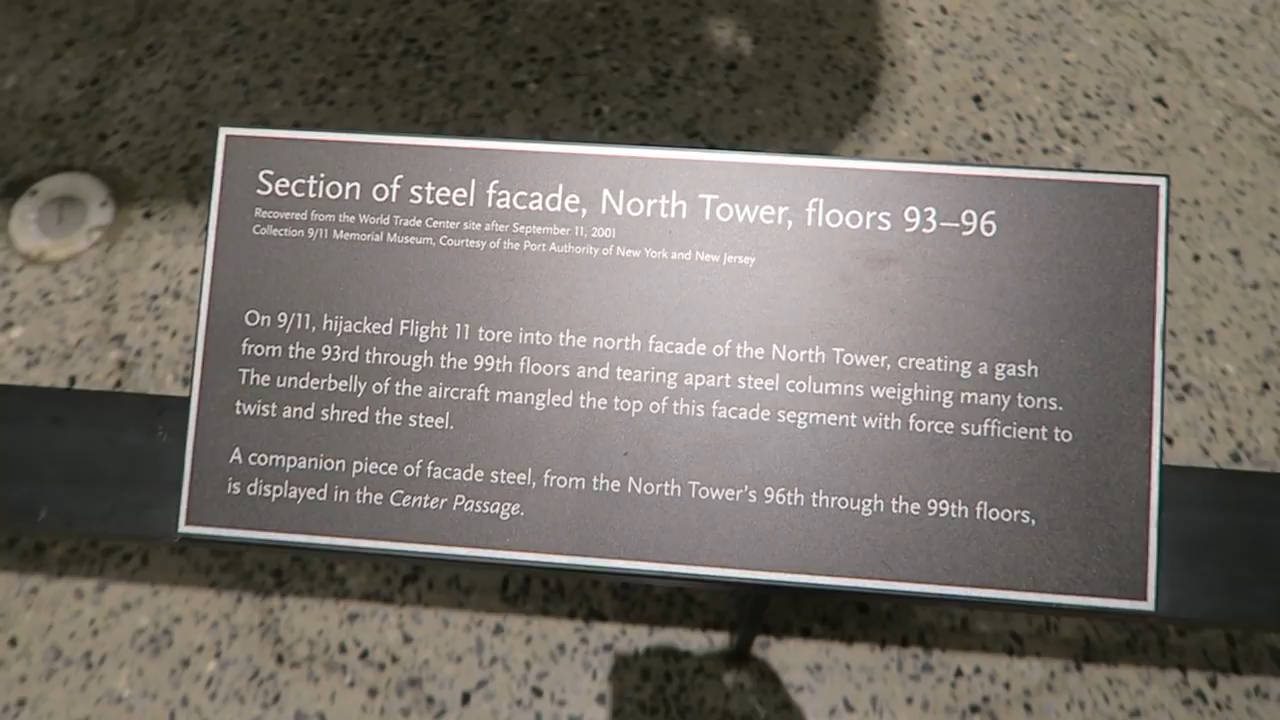 Section of steel facade, North Tower, floors 93–96
Recovered from the World Trade Center site after September 11, 2001
Collection 9/11 Memorial Museum, Courtesy of the Port Authority of New York and New Jersey
On 9/11, hijacked Flight 11 tore into the north facade of the North Tower, creating a gash
from the 93rd through the 99th floors and tearing apart steel columns weighing many tons.
The underbelly of the aircraft mangled the top of this facade segment with force sufficient to
twist and shred the steel.
A companion piece of facade steel, from the North Tower's 96th through the 99th floors,
is displayed in the Center Passage.